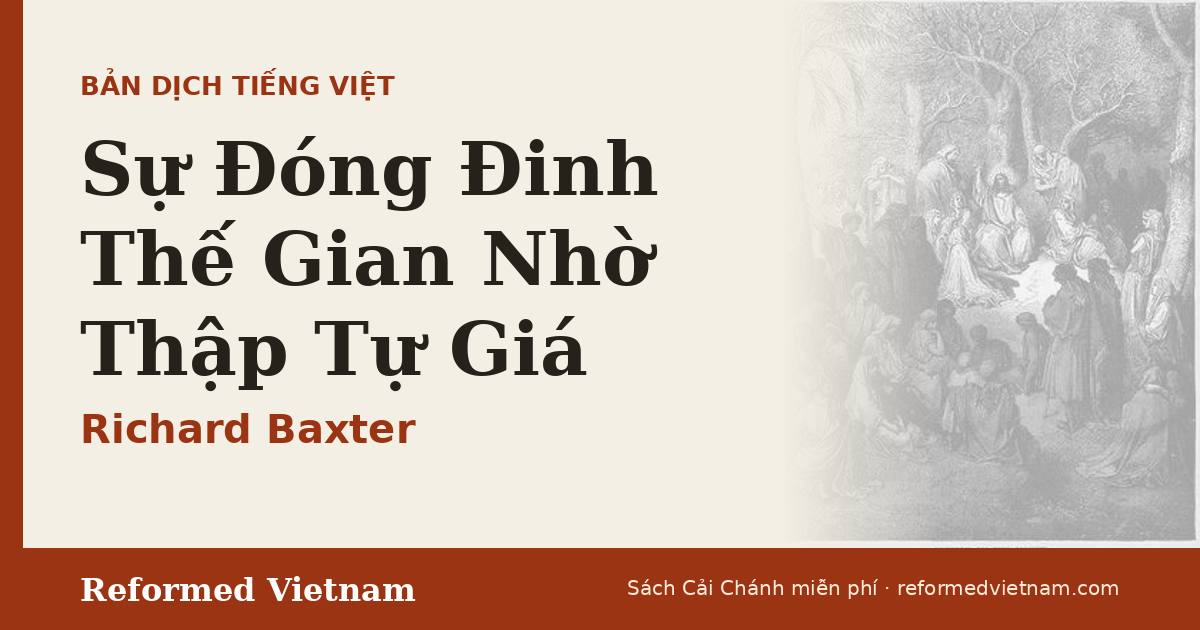 BẢN DỊCH TIẾNG VIỆT
Sự Đóng Đinh
Thế Gian Nhờ
Thập Tự Giá
Richard Baxter
Reformed Vietnam
Sách Cải Chánh miễn phí · reformedvietnam.com